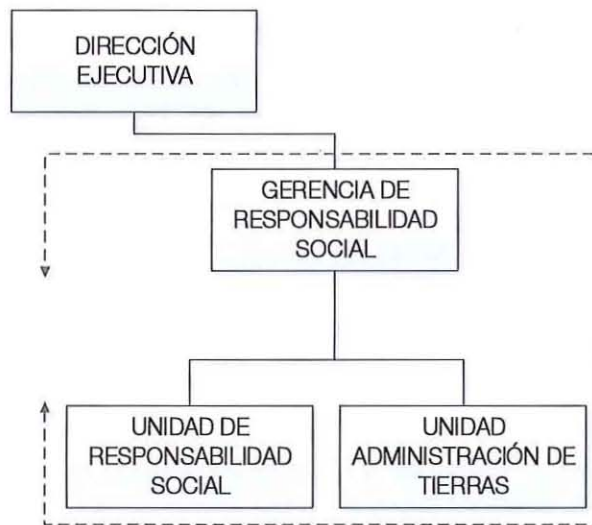 DIRECCIÓN
EJECUTIVA
GERENCIA DE
RESPONSABILIDAD
SOCIAL
UNIDAD DE
RESPONSABILIDAD
SOCIAL
UNIDAD
ADMINISTRACIÓN DE
TIERRAS